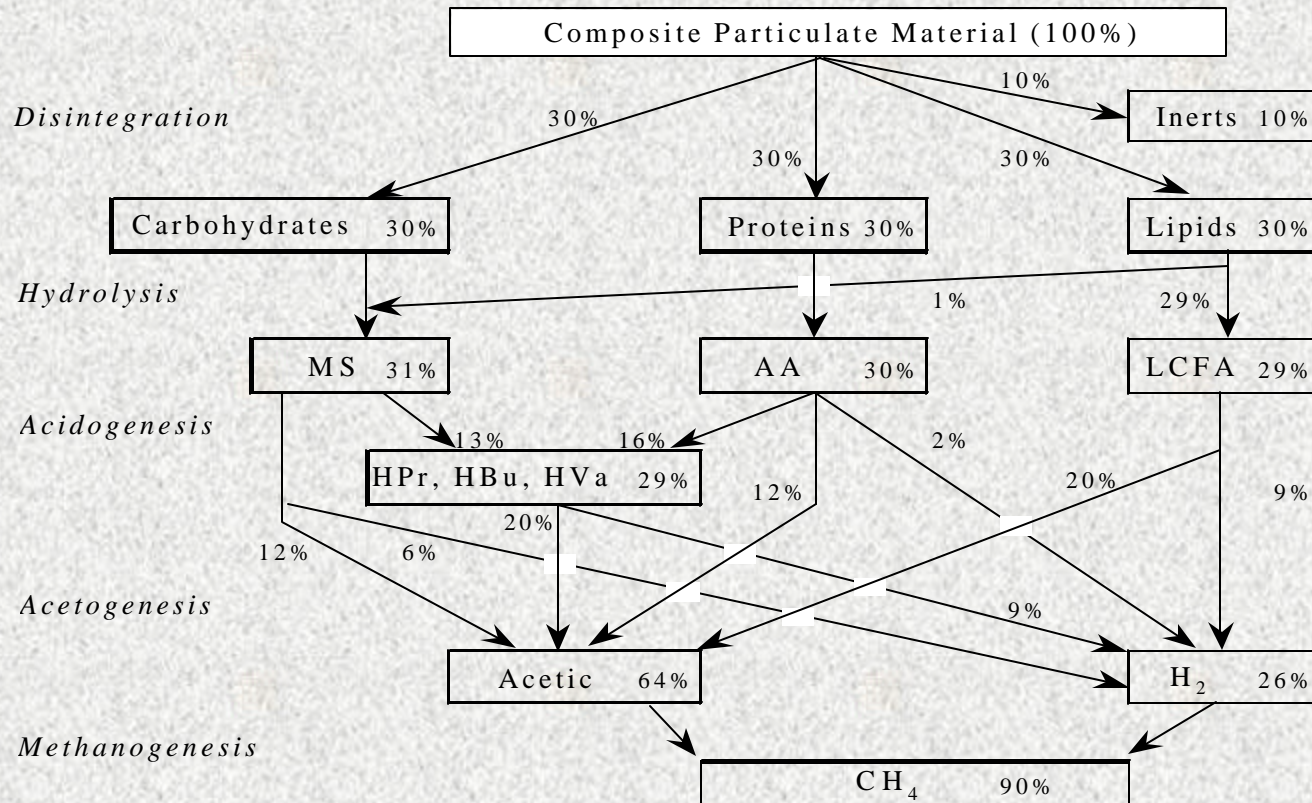 Composite Particulate Material (100%)
10%
Disintegration
30%
Inerts 10%
30%
30%
Carbohydrates 30%
Proteins 30%
Lipids 30%
Hydrolysis
1%
29%
MS 31%
AA 30%
LCFA 29%
Acidogenesis
13%
16%
2%
HPr, HBu, HVa 29%
12%
20%
9%
20%
12%
6%
Acetogenesis
9%
Acetic 64%
H₂ 26%
Methanogenesis
CH₄ 90%